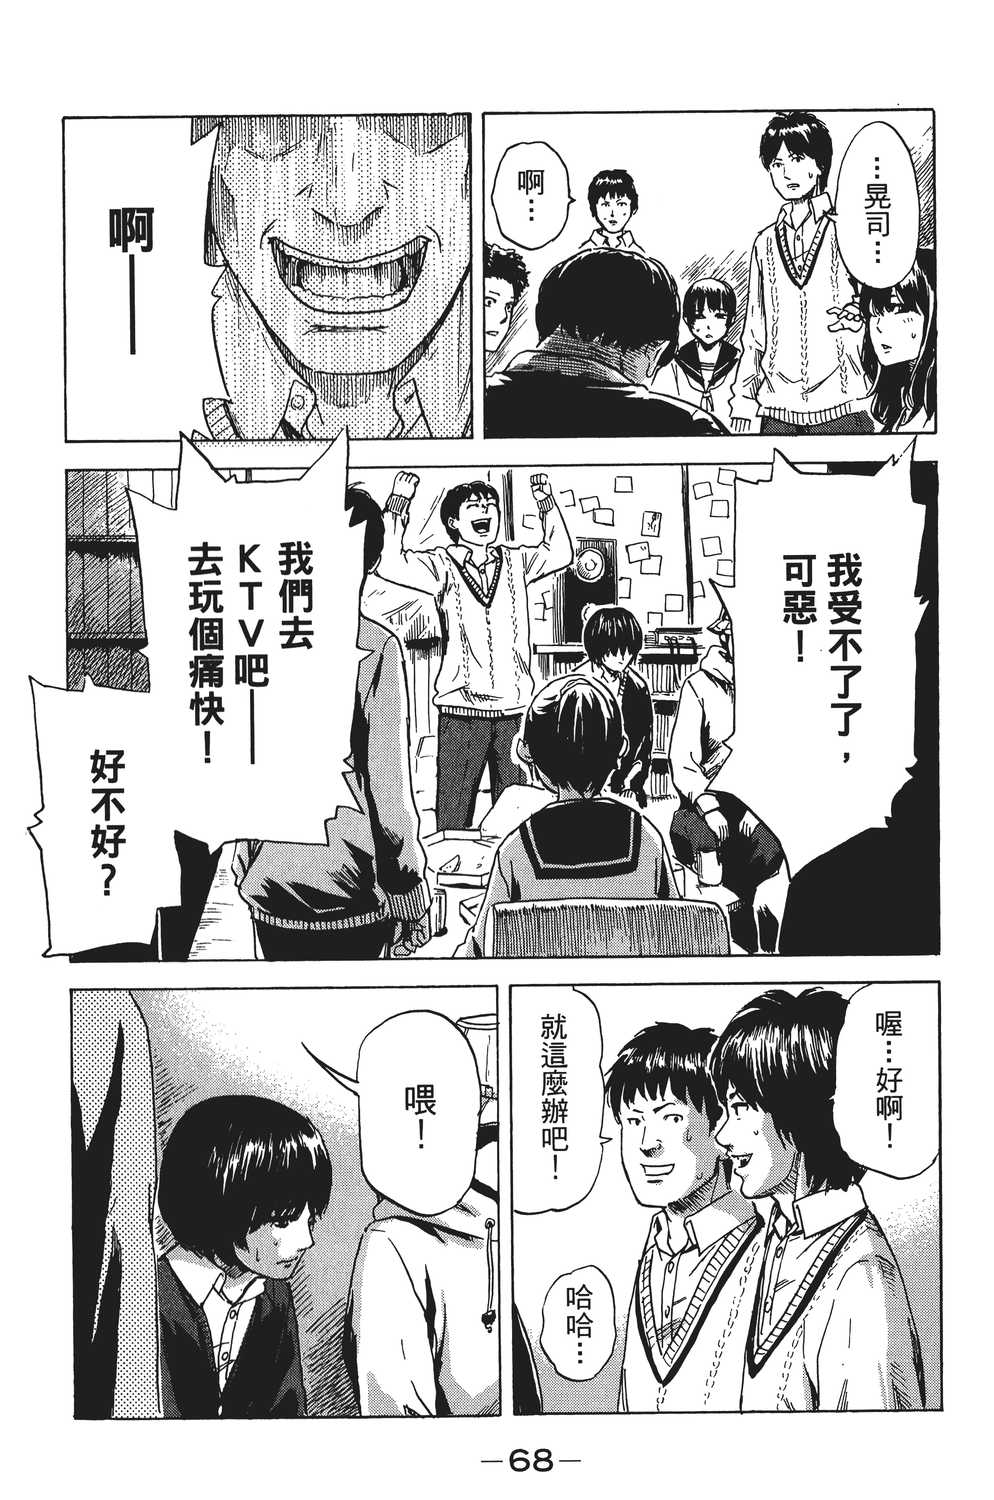 …晃司…
啊…
啊──
我受不了了，
可惡！
我們去
KTV吧──
去玩個痛快！
好不好？
喔…好啊！
就這麼辦吧！
哈哈…
喂！
—68—